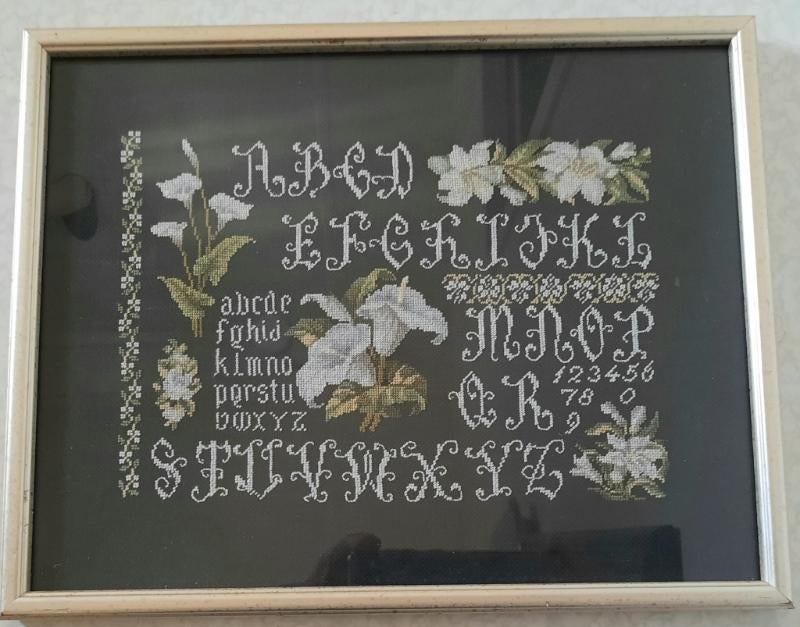 ABCD
EFGHIJKL
abcde
fghij
klmno
pqrstu
vwxyz
MNOP
QR
123456
78 0
9
STUVWXYZ